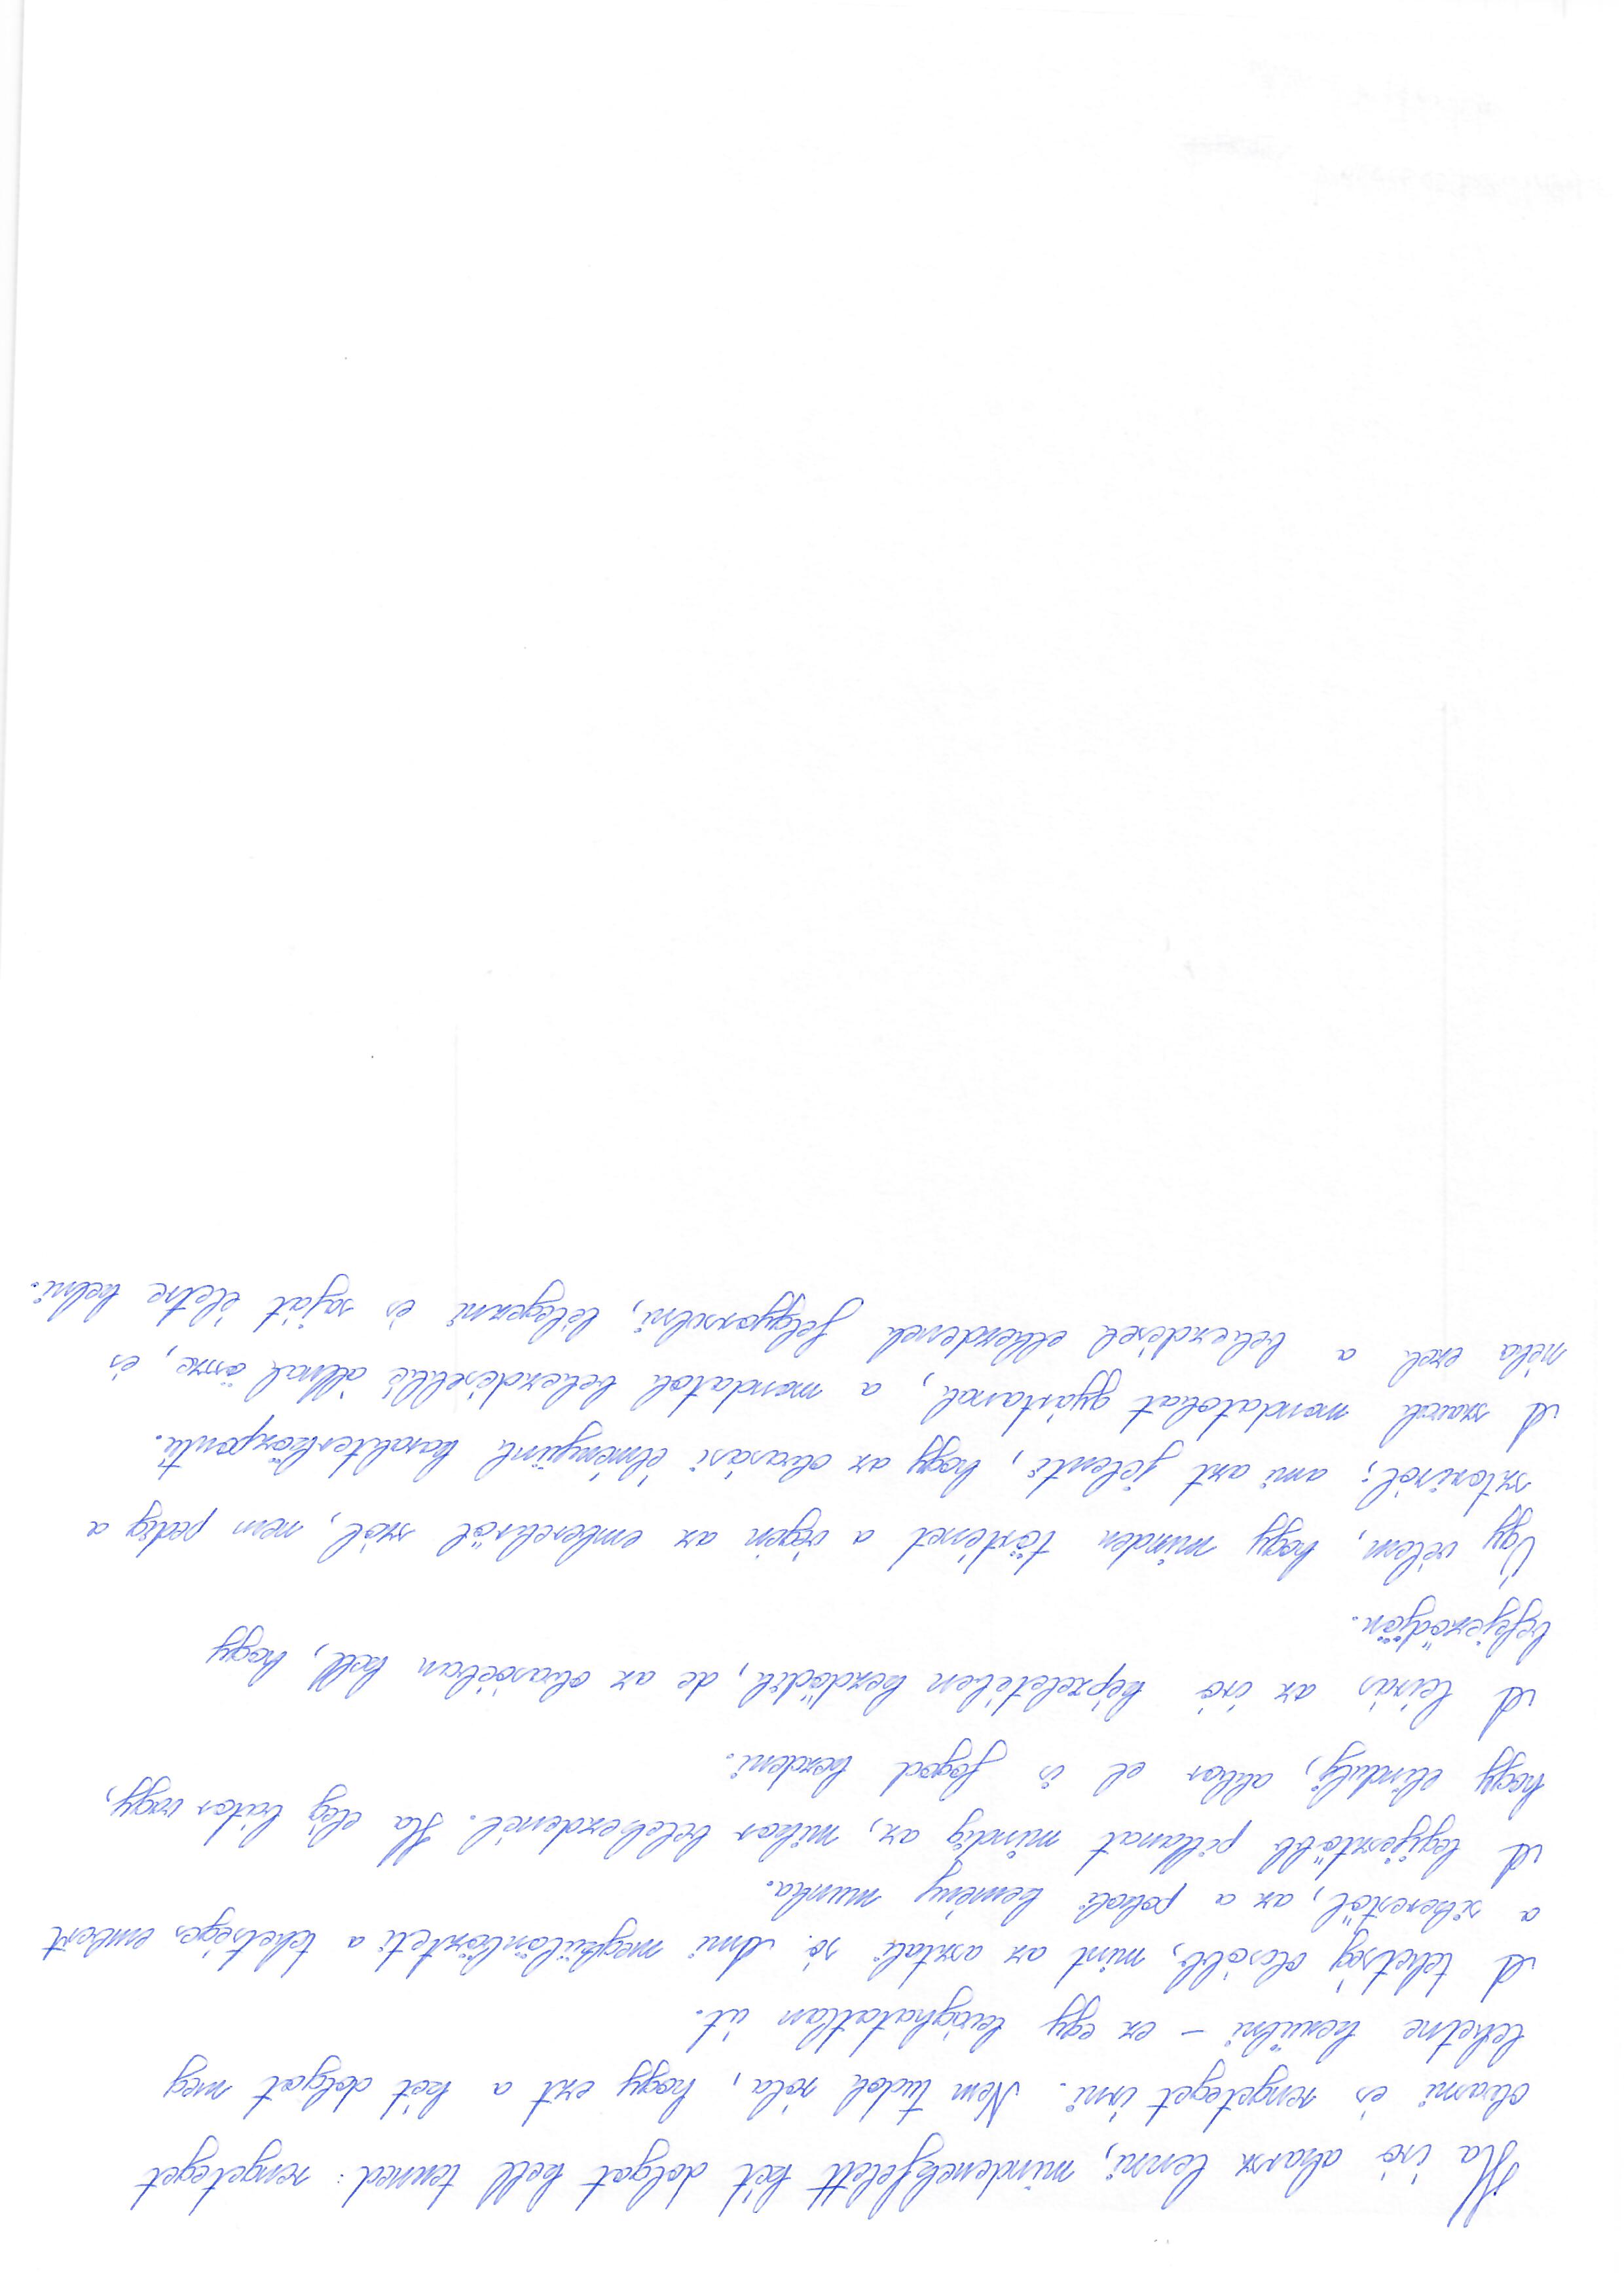 Ha író akarsz lenni, mindenekfelett két dolgot kell tenned: rengeteget
olvasni és rengeteget írni. Nem tudok róla, hogy ezt a két dolgot meg
lehetne kerülni – ez egy levághatatlan út.
A tehetség olcsóbb, mint az asztali só. Ami megkülönbözteti a tehetséges embert
a sikerestől, az a pokoli kemény munka.
A legijesztőbb pillanat mindig az, mikor belekezdenél. Ha elég bátor vagy,
hogy elindulj, akkor el is fogod kezdeni.
A leírás az író képzeletében kezdődik, de az olvasóéban kell, hogy
befejeződjön.
Úgy vélem, hogy minden történet a végén az emberekről szól, nem pedig a
sztoriról; ami azt jelenti, hogy az olvasási élményünk karakterközpontú.
A szavak mondatokat gyártanak, a mondatok bekezdésekké állnak össze, és
néha ezek a bekezdések elkezdenek felgyorsulni, lélegezni és saját életre kelni.